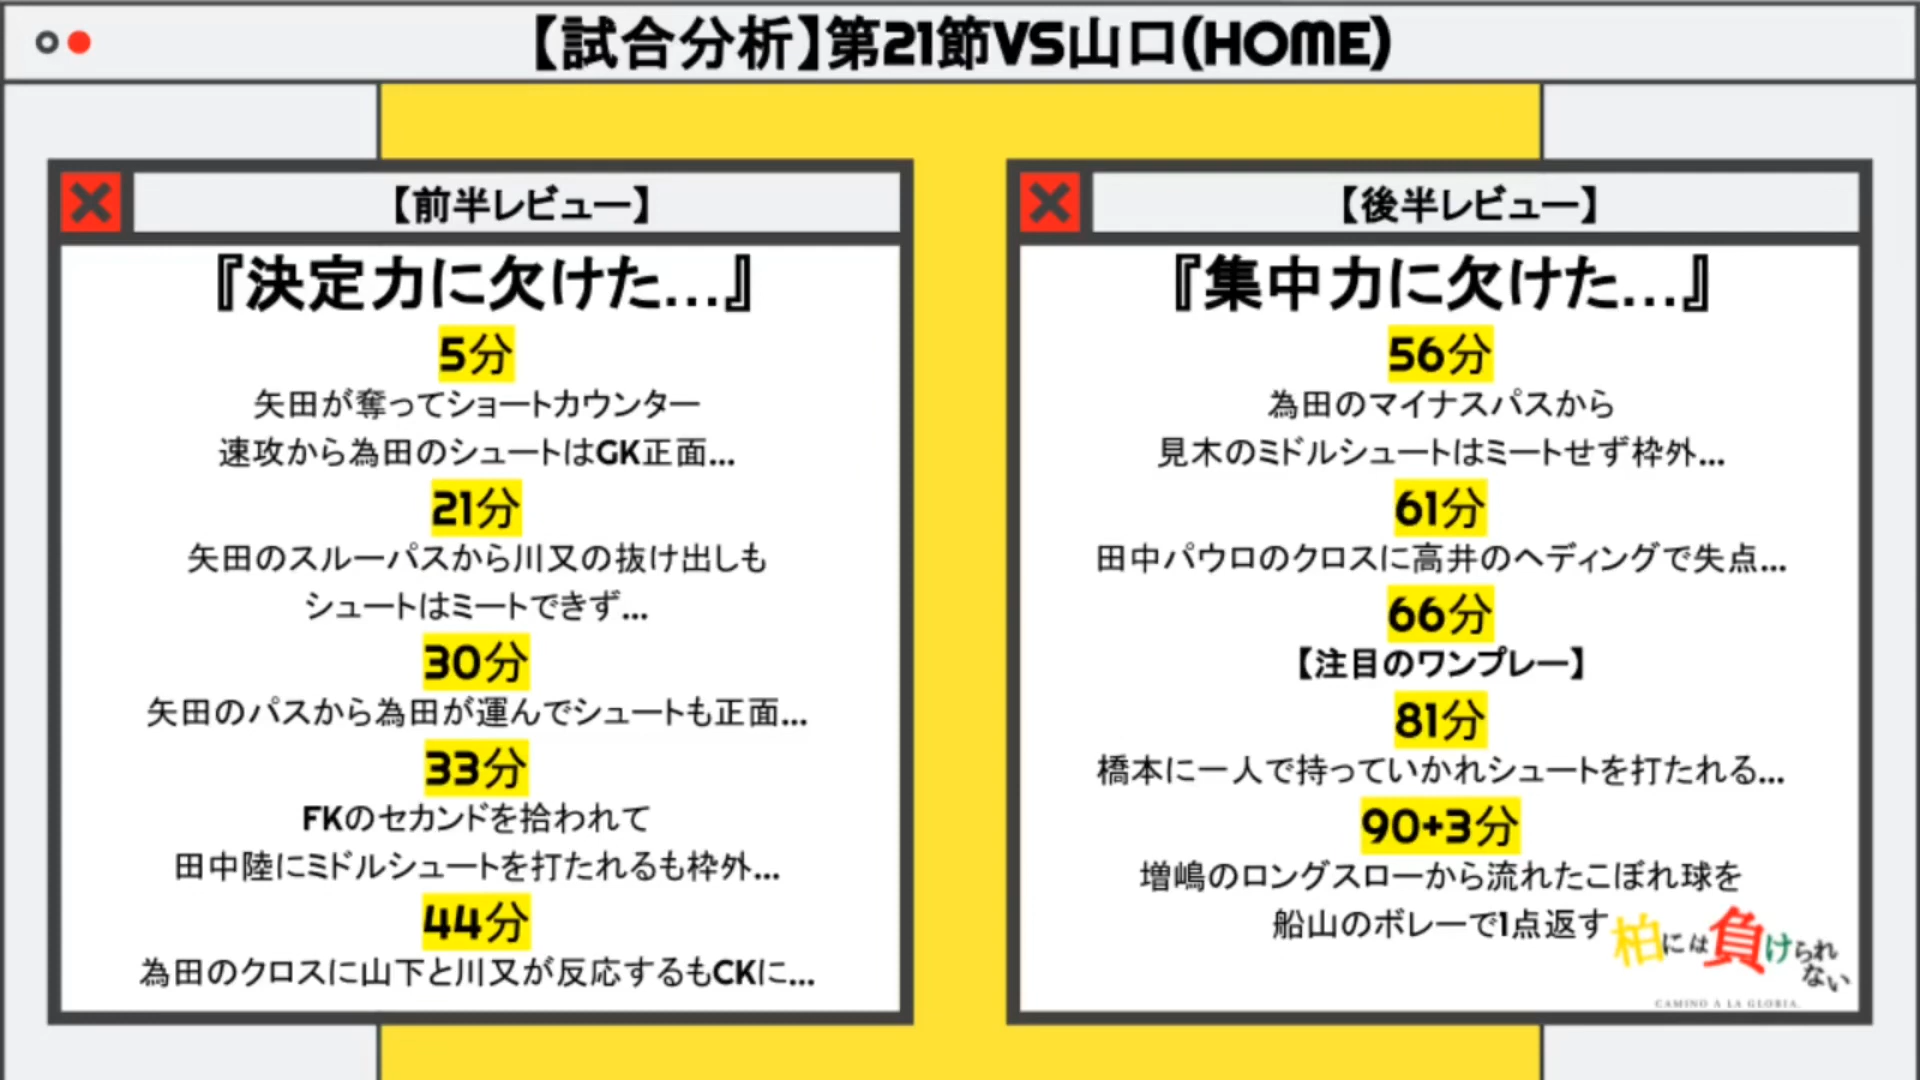 【試合分析】第21節VS山口(HOME)
【前半レビュー】
『決定力に欠けた…』
5分
矢田が奪ってショートカウンター
速攻から為田のシュートはGK正面…
21分
矢田のスルーパスから川又の抜け出しも
シュートはミートできず…
30分
矢田のパスから為田が運んでシュートも正面…
33分
FKのセカンドを拾われて
田中陸にミドルシュートを打たれるも枠外…
44分
為田のクロスに山下と川又が反応するもCKに…
【後半レビュー】
『集中力に欠けた…』
56分
為田のマイナスパスから
見木のミドルシュートはミートせず枠外…
61分
田中パウロのクロスに高井のヘディングで失点…
66分
【注目のワンプレー】
81分
橋本に一人で持っていかれシュートを打たれる…
90+3分
増嶋のロングスローから流れたこぼれ球を
船山のボレーで1点返す
柏には負けられない
CAMINO A LA GLORIA.